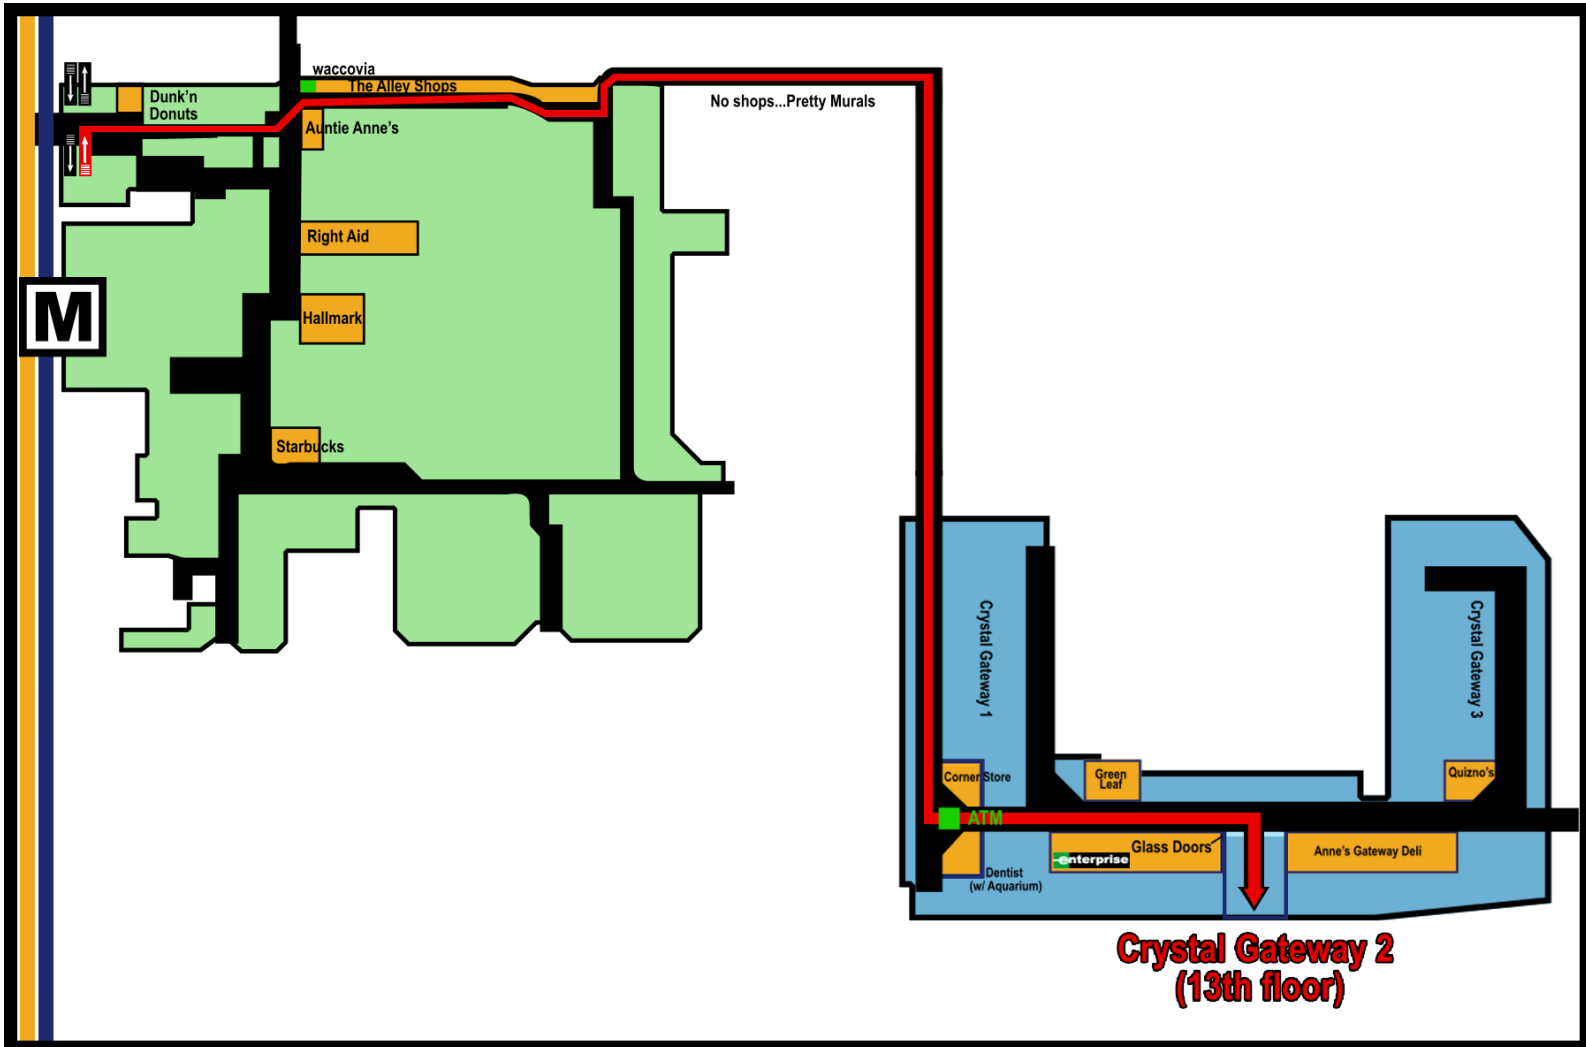 waccovia
The Alley Shops
Dunk'n
Donuts
No shops...Pretty Murals
Auntie Anne's
Right Aid
M
Hallmark
Starbucks
Crystal Gateway 1
Crystal Gateway 3
Corner Store
Green
Leaf
Quizno's
ATM
Glass Doors
enterprise
Anne's Gateway Deli
Dentist
(w/ Aquarium)
Crystal Gateway 2
(13th floor)